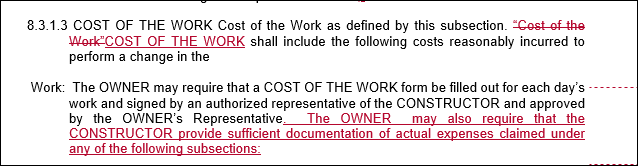 8.3.1.3 COST OF THE WORK Cost of the Work as defined by this subsection. “Cost of the
Work”COST OF THE WORK shall include the following costs reasonably incurred to
perform a change in the
Work: The OWNER may require that a COST OF THE WORK form be filled out for each day’s
work and signed by an authorized representative of the CONSTRUCTOR and approved
by the OWNER’s Representative. The OWNER may also require that the
CONSTRUCTOR provide sufficient documentation of actual expenses claimed under
any of the following subsections: